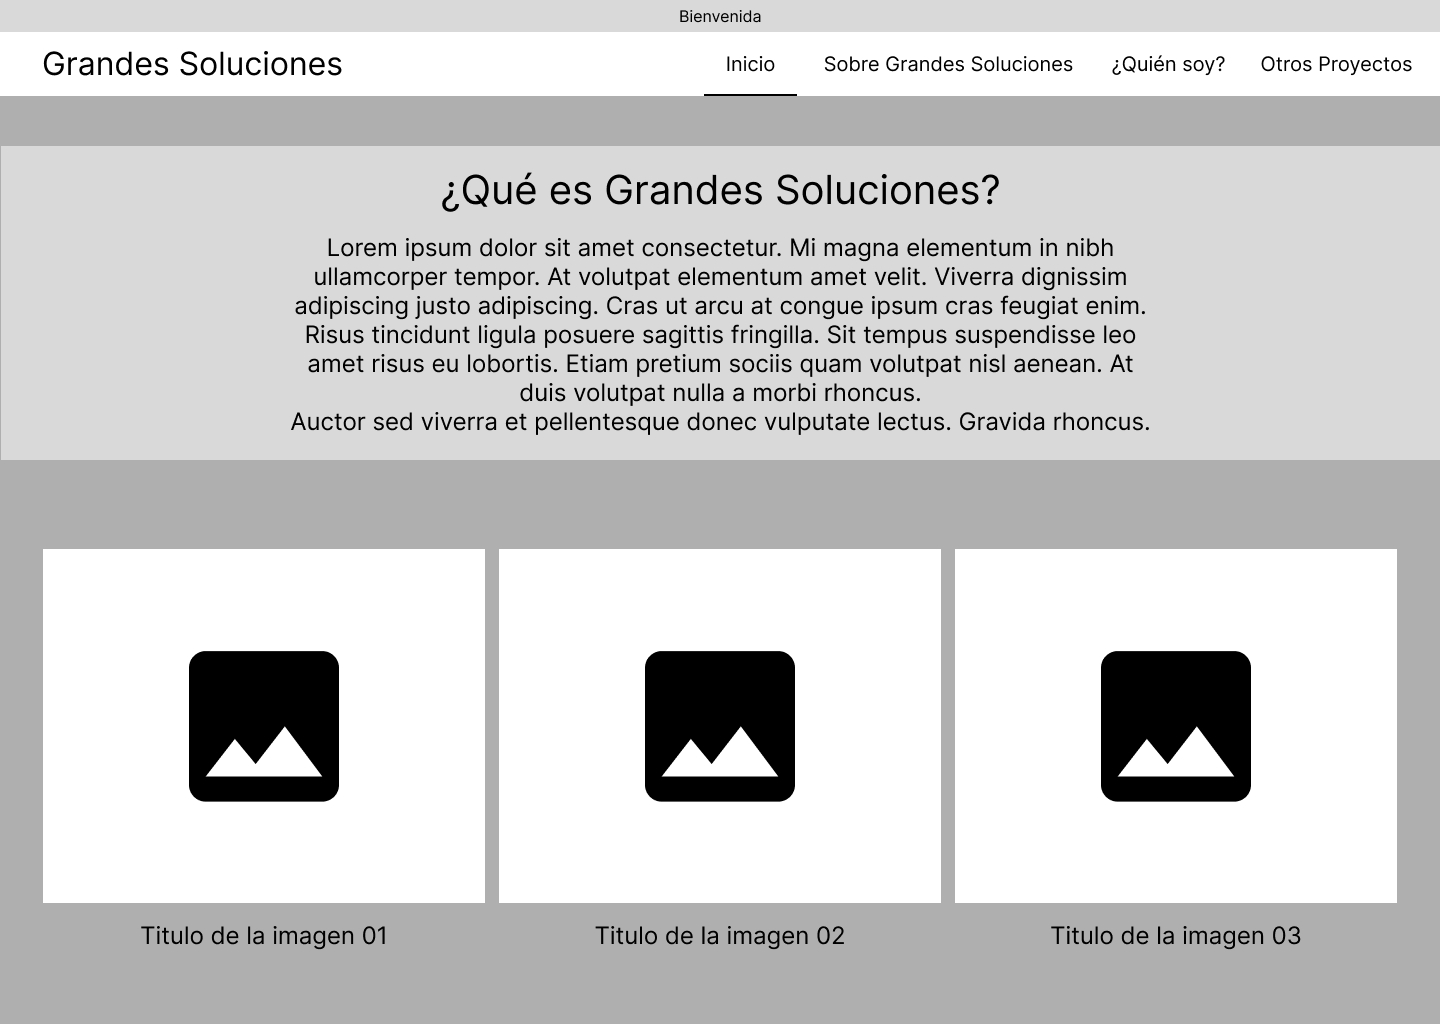 Bienvenida
Grandes Soluciones
Inicio
Sobre Grandes Soluciones
¿Quién soy?
Otros Proyectos
¿Qué es Grandes Soluciones?
Lorem ipsum dolor sit amet consectetur. Mi magna elementum in nibh
ullamcorper tempor. At volutpat elementum amet velit. Viverra dignissim
adipiscing justo adipiscing. Cras ut arcu at congue ipsum cras feugiat enim.
Risus tincidunt ligula posuere sagittis fringilla. Sit tempus suspendisse leo
amet risus eu lobortis. Etiam pretium sociis quam volutpat nisl aenean. At
duis volutpat nulla a morbi rhoncus.
Auctor sed viverra et pellentesque donec vulputate lectus. Gravida rhoncus.
Titulo de la imagen 01
Titulo de la imagen 02
Titulo de la imagen 03